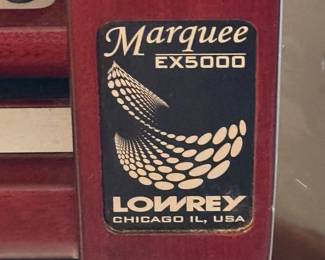 Marquee
EX5000
LOWREY
CHICAGO IL, USA